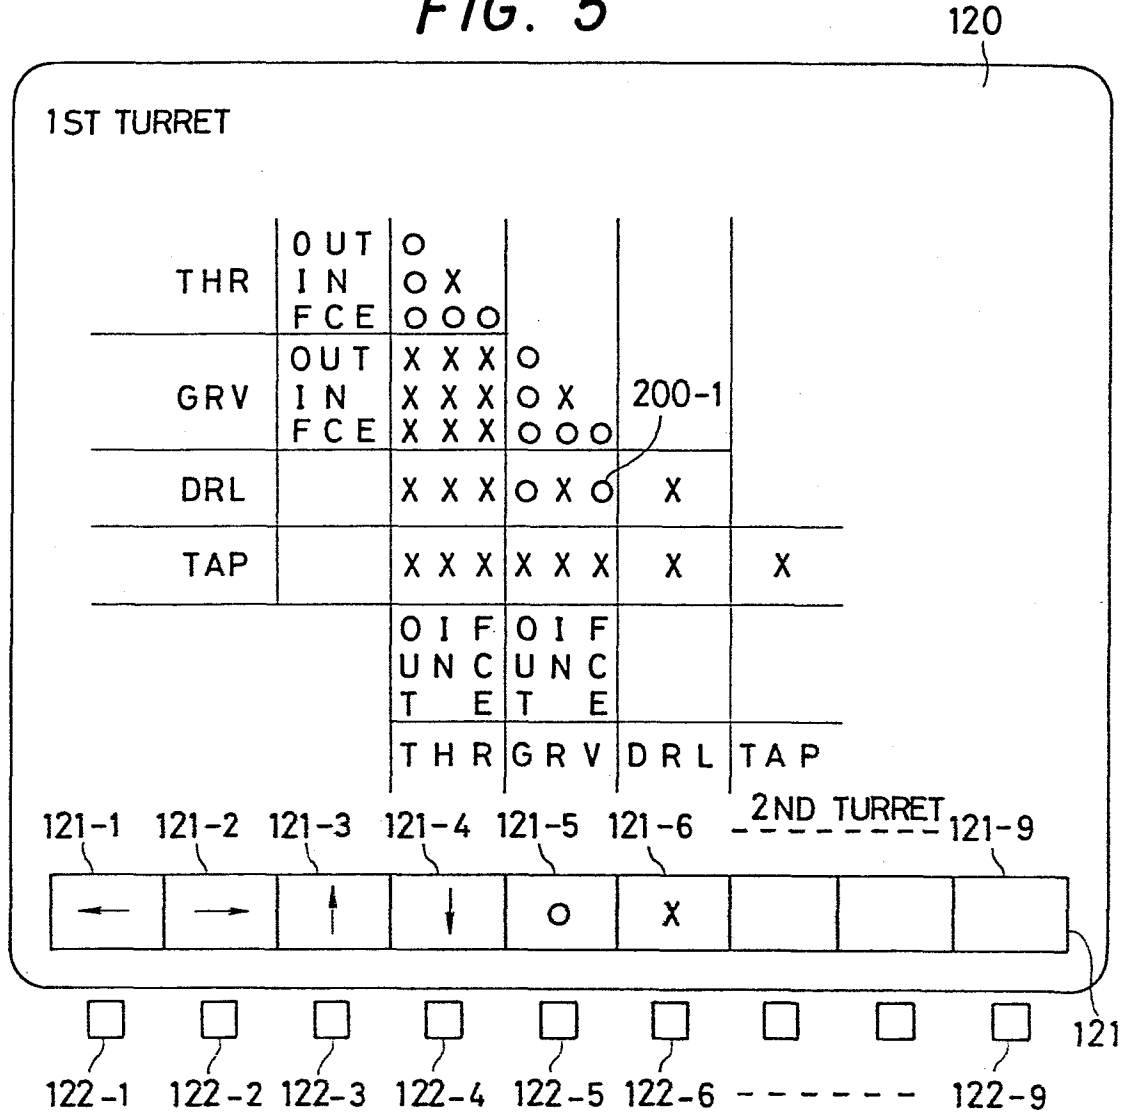 FIG. 5
120
1ST TURRET
OUT O
THR IN O X
FCE O O O
OUT X X X O
GRV IN X X X O X 200-1
FCE X X X O O O
DRL X X X O X O X
TAP X X X X X X X X
O I F O I F
U N C U N C
T E T E
THR GRV DRL TAP
2ND TURRET
121-1 121-2 121-3 121-4 121-5 121-6 -------- 121-9
← → ↑ ↓ O X
121
122-1 122-2 122-3 122-4 122-5 122-6 ------ 122-9